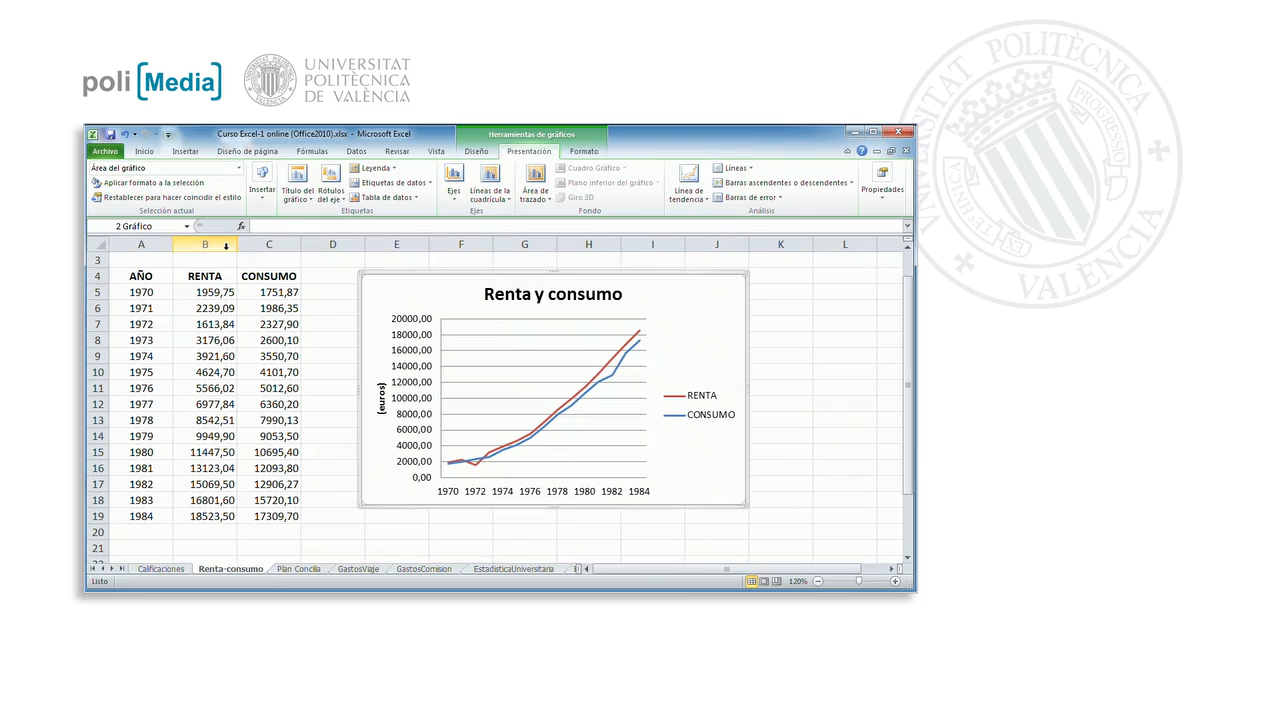 poli[Media]
UNIVERSITAT
POLITÈCNICA
DE VALÈNCIA
UNIVERSITAT POLITÈCNICA
DE VALÈNCIA
PROGRESSIO
EX TECHNICA
Curso Excel-1 online (Office2010).xlsx - Microsoft Excel
Herramientas de gráficos
Archivo Inicio Insertar Diseño de página Fórmulas Datos Revisar Vista Diseño Presentación Formato
Área del gráfico
Aplicar formato a la selección
Restablecer para hacer coincidir el estilo
Selección actual
Insertar
Título del gráfico
Rótulos del eje
Leyenda
Etiquetas de datos
Tabla de datos
Etiquetas
Ejes
Líneas de la cuadrícula
Ejes
Área de trazado
Cuadro Gráfico
Plano inferior del gráfico
Giro 3D
Fondo
Línea de tendencia
Líneas
Barras ascendentes o descendentes
Barras de error
Análisis
Propiedades
2 Gráfico fx
A B C D E F G H I J K L
3
4 AÑO RENTA CONSUMO
5 1970 1959,75 1751,87
6 1971 2239,09 1986,35
7 1972 1613,84 2327,90
8 1973 3176,06 2600,10
9 1974 3921,60 3550,70
10 1975 4624,70 4101,70
11 1976 5566,02 5012,60
12 1977 6977,84 6360,20
13 1978 8542,51 7990,13
14 1979 9949,90 9053,50
15 1980 11447,50 10695,40
16 1981 13123,04 12093,80
17 1982 15069,50 12906,27
18 1983 16801,60 15720,10
19 1984 18523,50 17309,70
20
21
Renta y consumo
(euros)
20000,00
18000,00
16000,00
14000,00
12000,00
10000,00
8000,00
6000,00
4000,00
2000,00
0,00
1970 1972 1974 1976 1978 1980 1982 1984
RENTA
CONSUMO
Calificaciones Renta-consumo Plan Concilia GastosViaje GastosComision EstadisticaUniversitaria
Listo 120%